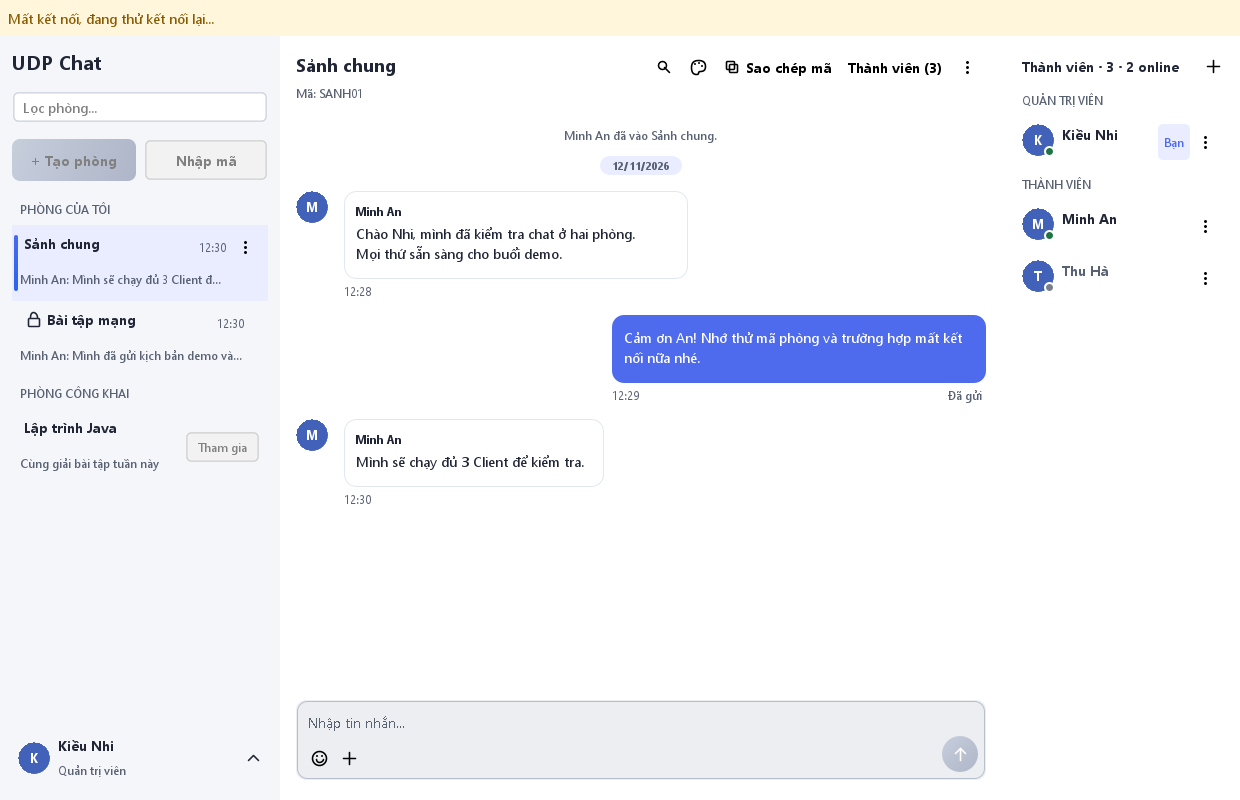 Mất kết nối, đang thử kết nối lại...
UDP Chat
Lọc phòng...
+ Tạo phòng
Nhập mã
PHÒNG CỦA TÔI
Sảnh chung
12:30
Minh An: Mình sẽ chạy đủ 3 Client đ...
Bài tập mạng
12:30
Minh An: Mình đã gửi kịch bản demo và...
PHÒNG CÔNG KHAI
Lập trình Java
Cùng giải bài tập tuần này
Tham gia
K
Kiều Nhi
Quản trị viên
Sảnh chung
Mã: SANH01
Sao chép mã
Thành viên (3)
Minh An đã vào Sảnh chung.
12/11/2026
M
Minh An
Chào Nhi, mình đã kiểm tra chat ở hai phòng.
Mọi thứ sẵn sàng cho buổi demo.
12:28
Cảm ơn An! Nhớ thử mã phòng và trường hợp mất kết
nối nữa nhé.
12:29
Đã gửi
M
Minh An
Mình sẽ chạy đủ 3 Client để kiểm tra.
12:30
Nhập tin nhắn...
Thành viên · 3 · 2 online
QUẢN TRỊ VIÊN
K
Kiều Nhi
Bạn
THÀNH VIÊN
M
Minh An
T
Thu Hà